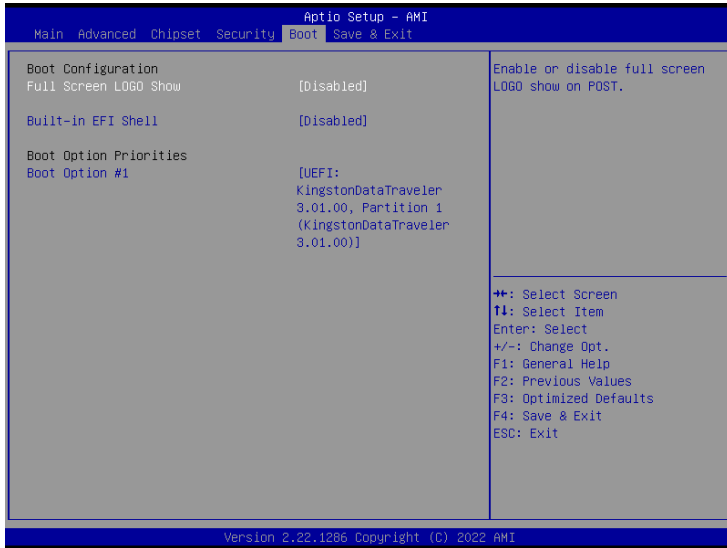 Aptio Setup - AMI
Main Advanced Chipset Security Boot Save & Exit
Boot Configuration
Full Screen LOGO Show [Disabled]
Built-in EFI Shell [Disabled]
Boot Option Priorities
Boot Option #1 [UEFI:
KingstonDataTraveler
3.01.00, Partition 1
(KingstonDataTraveler
3.01.00)]
Enable or disable full screen
LOGO show on POST.
→←: Select Screen
↑↓: Select Item
Enter: Select
+/-: Change Opt.
F1: General Help
F2: Previous Values
F3: Optimized Defaults
F4: Save & Exit
ESC: Exit
Version 2.22.1286 Copyright (C) 2022 AMI